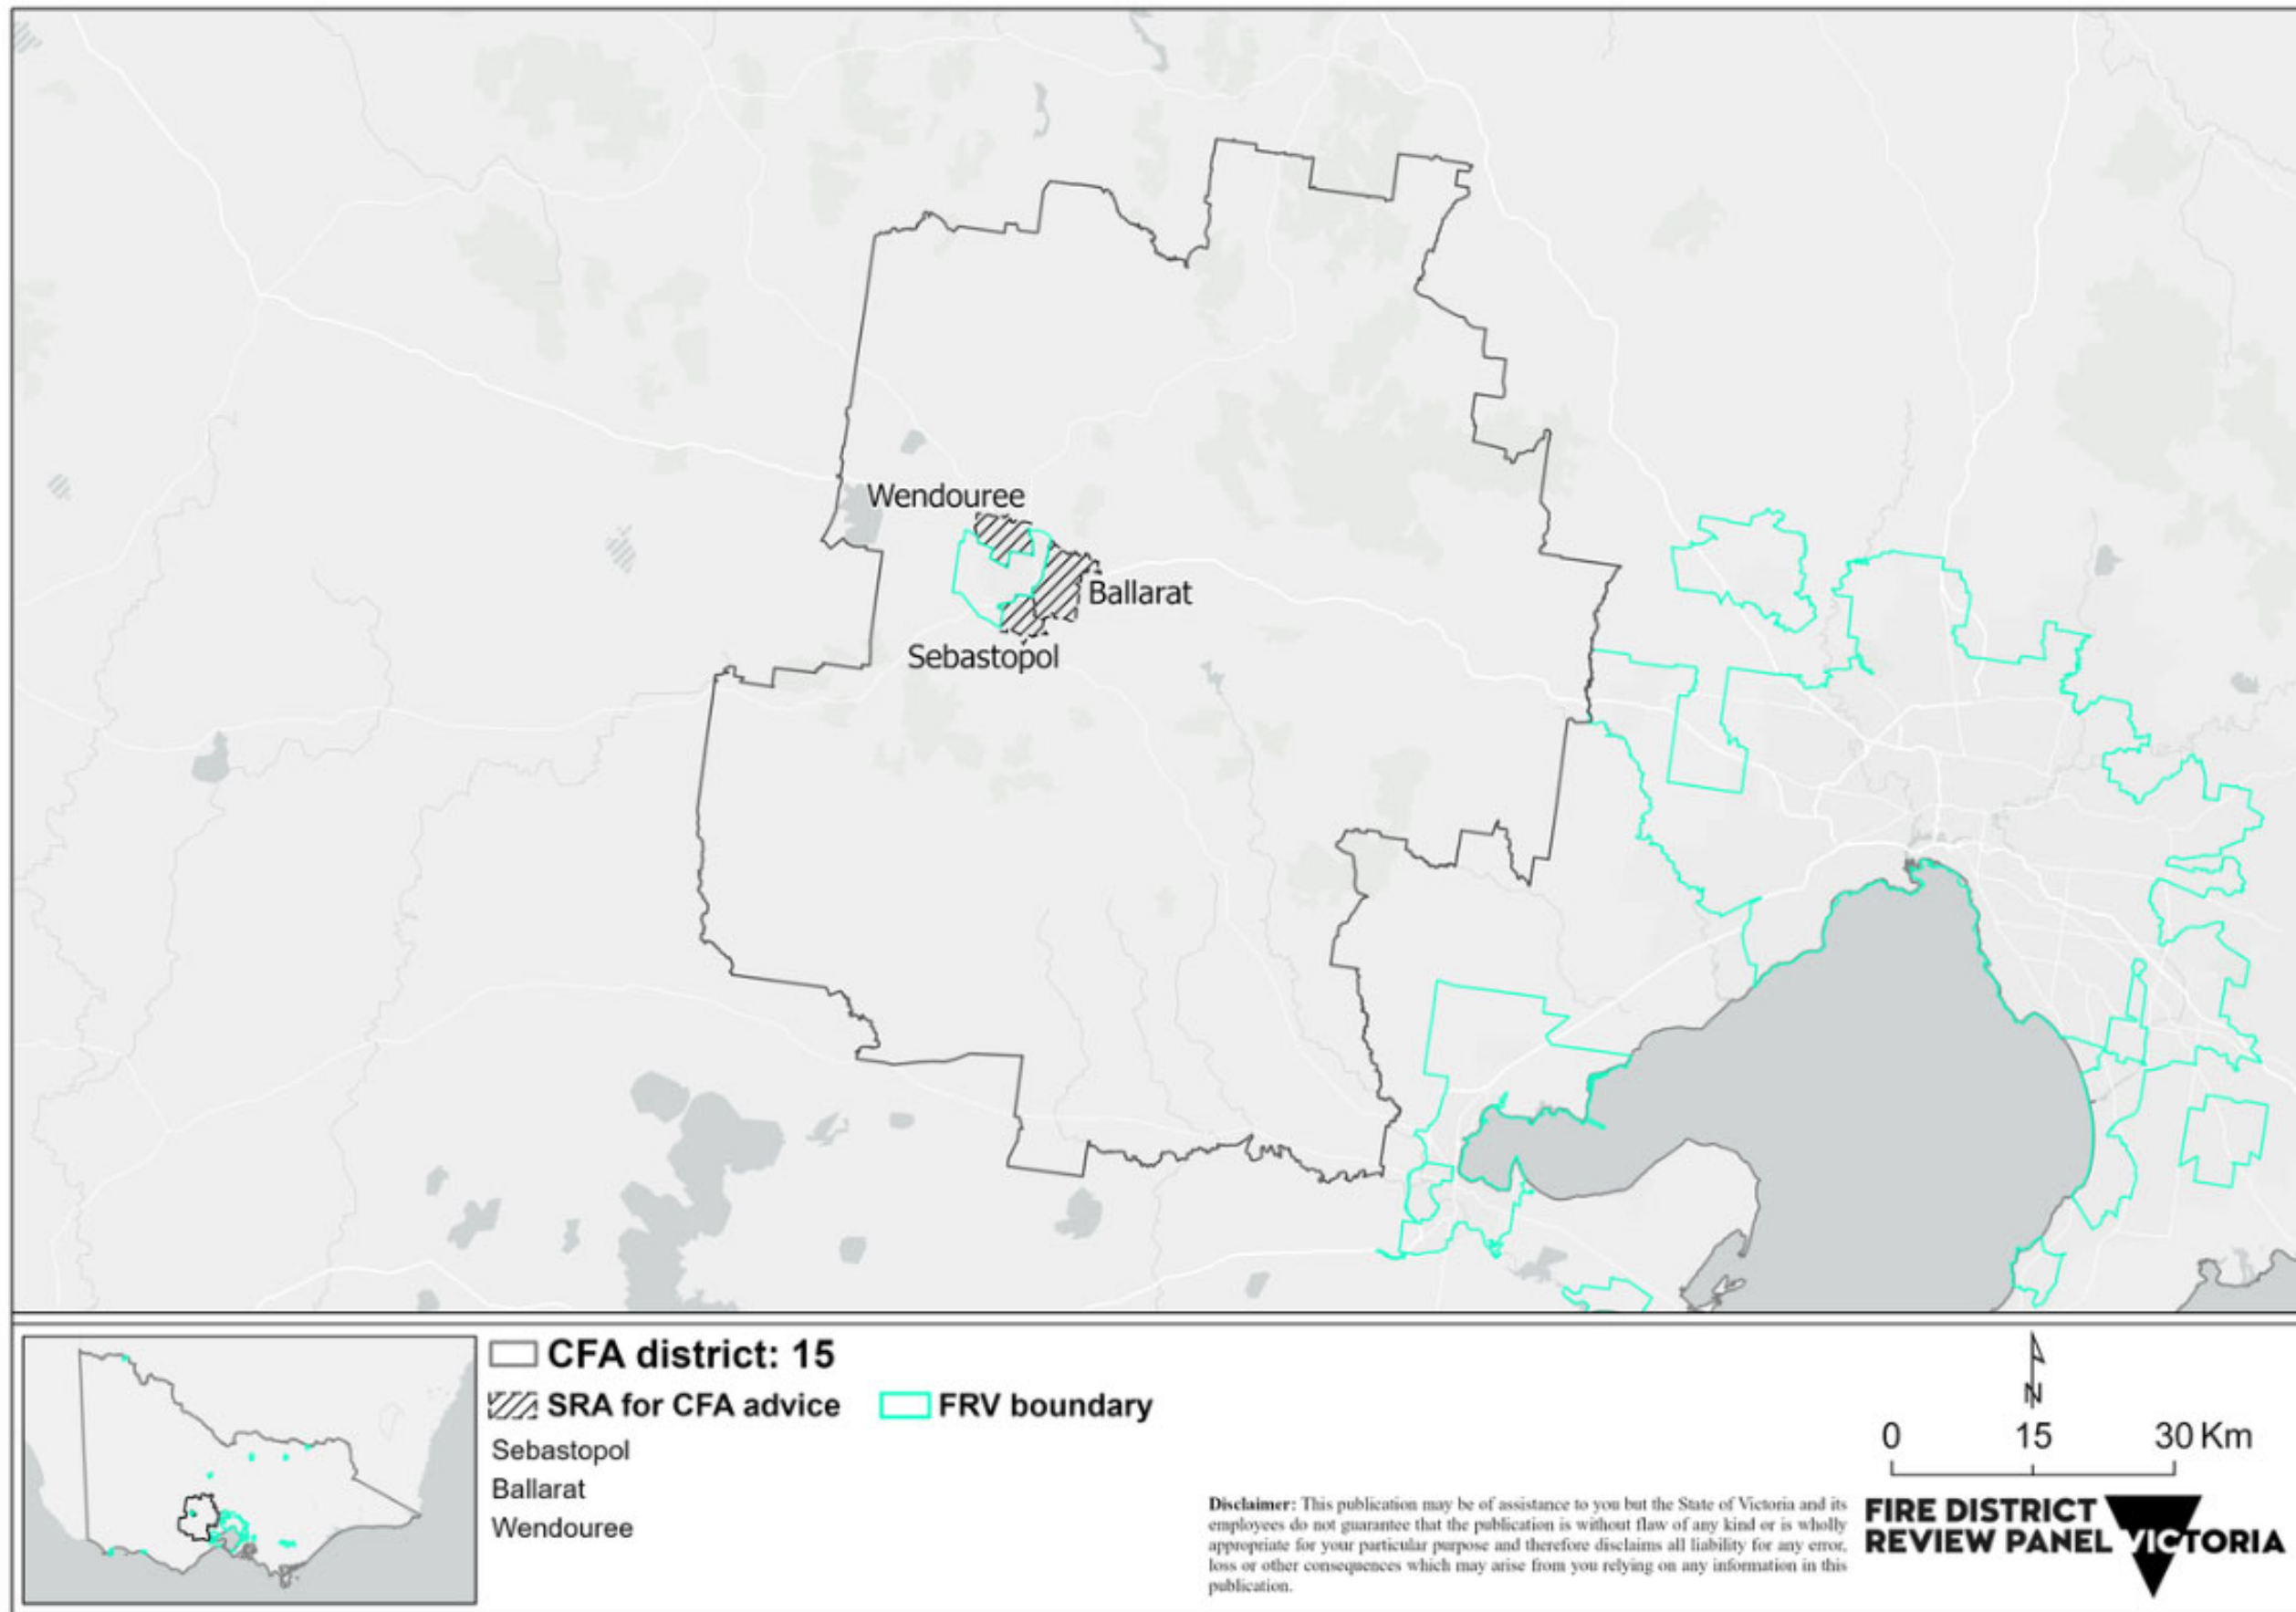 Wendouree
Ballarat
Sebastopol
CFA district: 15
SRA for CFA advice
FRV boundary
Sebastopol
Ballarat
Wendouree
N
0 15 30 Km
Disclaimer: This publication may be of assistance to you but the State of Victoria and its
employees do not guarantee that the publication is without flaw of any kind or is wholly
appropriate for your particular purpose and therefore disclaims all liability for any error,
loss or other consequences which may arise from you relying on any information in this
publication.
FIRE DISTRICT
REVIEW PANEL
VICTORIA